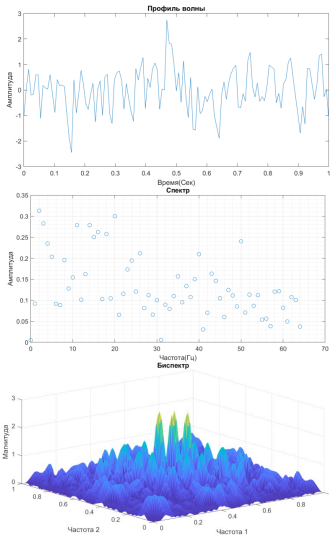 Профиль волны
3
2
1
0
-1
-2
-3
Амплитуда
0 0.1 0.2 0.3 0.4 0.5 0.6 0.7 0.8 0.9 1
Время(Сек)
Спектр
0.35
0.3
0.25
0.2
0.15
0.1
0.05
0
Амплитуда
0 10 20 30 40 50 60 70
Частота(Гц)
Биспектр
3
2
1
0
Магнитуда
1 0.8 0.6 0.4 0.2 0
Частота 2
0 0.2 0.4 0.6 0.8
Частота 1